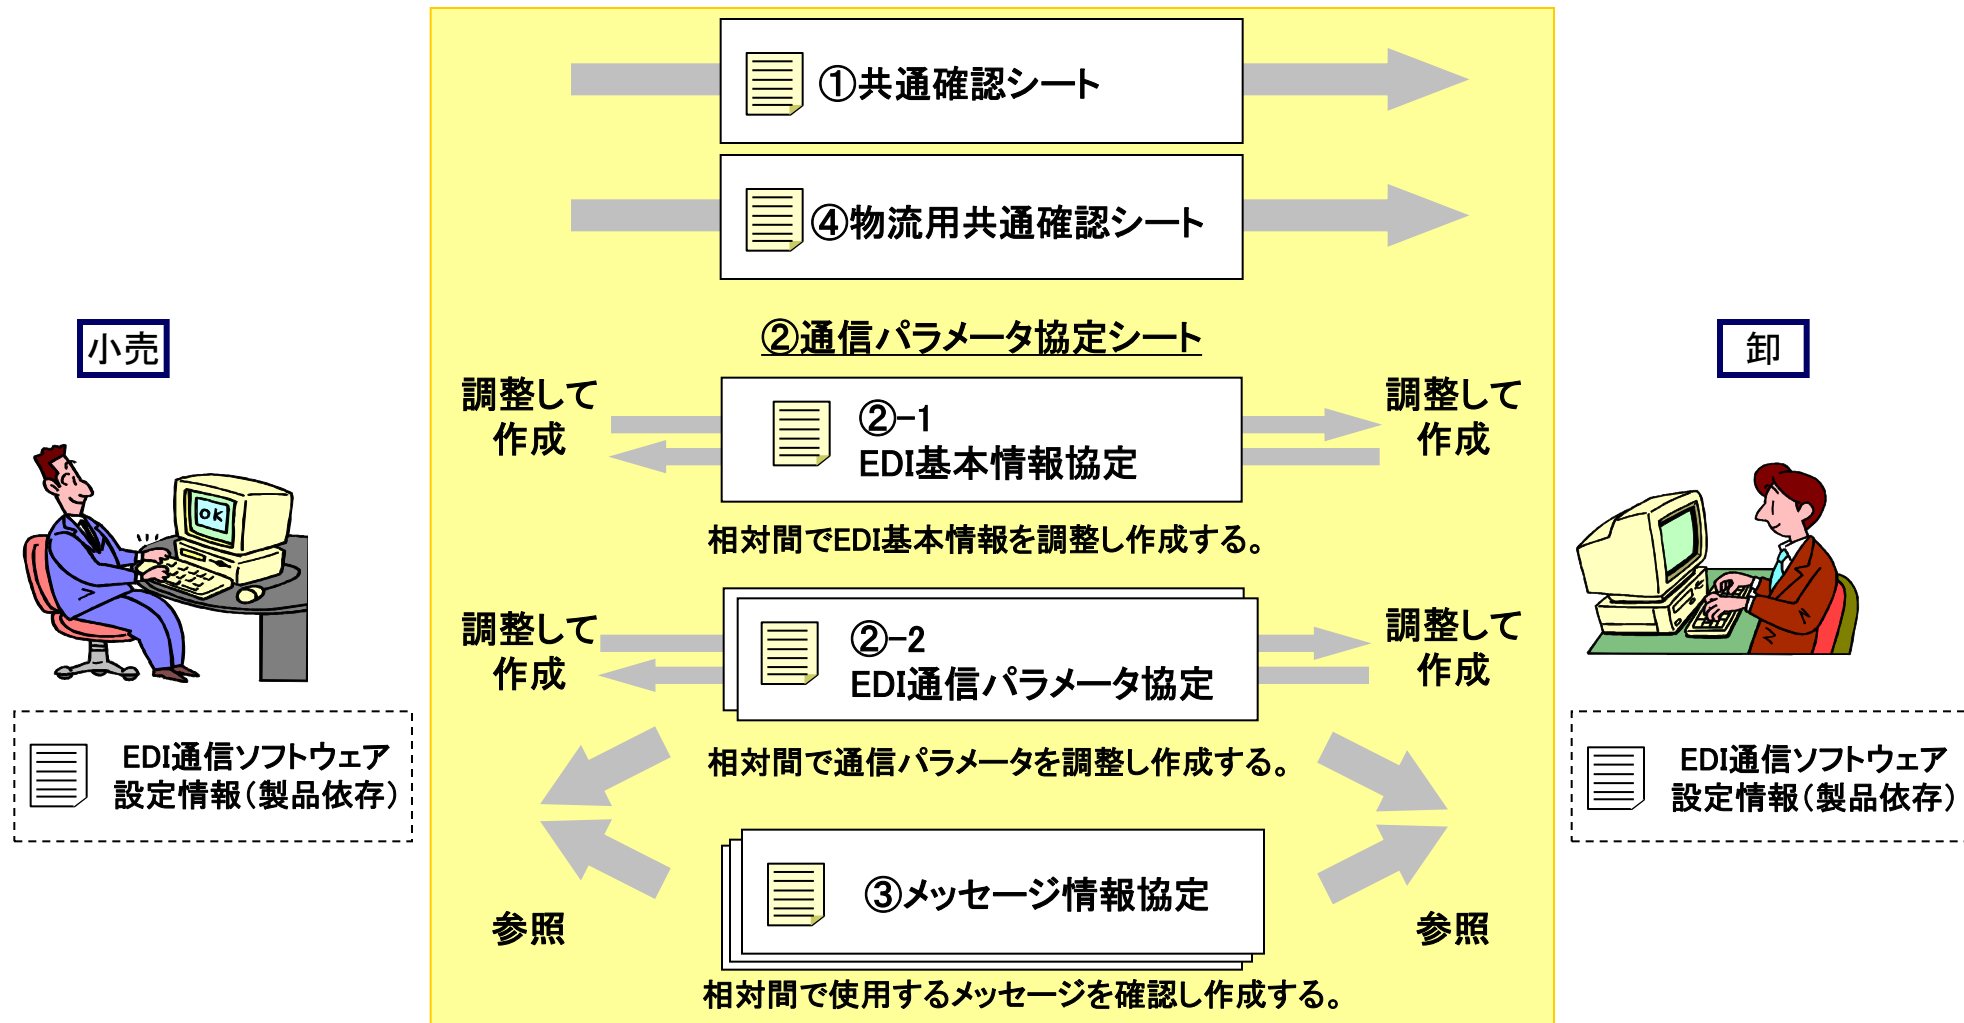 ①共通確認シート
④物流用共通確認シート
小売
卸
②通信パラメータ協定シート
調整して
作成
②-1
EDI基本情報協定
調整して
作成
相対間でEDI基本情報を調整し作成する。
OK
調整して
作成
②-2
EDI通信パラメータ協定
調整して
作成
相対間で通信パラメータを調整し作成する。
EDI通信ソフトウェア
設定情報(製品依存)
EDI通信ソフトウェア
設定情報(製品依存)
③メッセージ情報協定
参照
参照
相対間で使用するメッセージを確認し作成する。